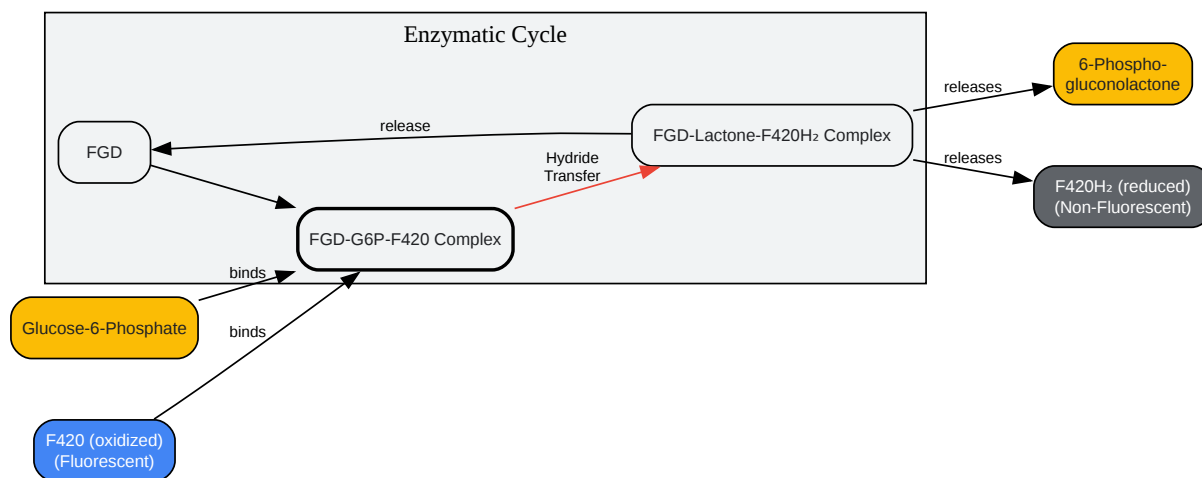 Enzymatic Cycle
6-Phospho-
gluconolactone
releases
release
FGD-Lactone-F420H₂ Complex
FGD
Hydride
Transfer
releases
F420H₂ (reduced)
(Non-Fluorescent)
FGD-G6P-F420 Complex
binds
Glucose-6-Phosphate
binds
F420 (oxidized)
(Fluorescent)